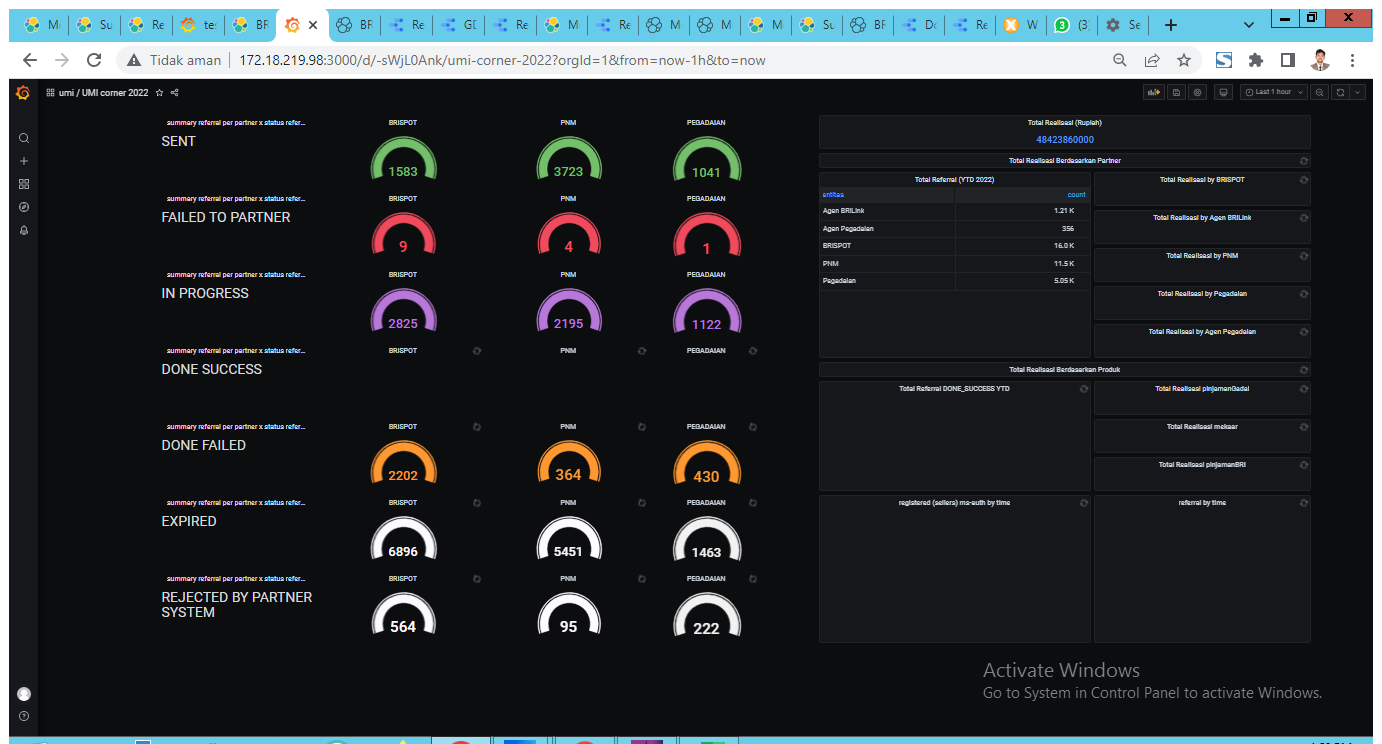 Mo
Su
Re
tes
BR
BR
Re
GD
Re
M
Re
M
M
M
Su
BR
Do
Re
W
(3)
Se
Tidak aman
172.18.219.98:3000/d/-sWjL0Ank/umi-corner-2022?orgId=1&from=now-1h&to=now
umi / UMI corner 2022
Last 1 hour
summary referral per partner x status refer...
BRISPOT
PNM
PEGADAIAN
SENT
1583
3723
1041
summary referral per partner x status refer...
BRISPOT
PNM
PEGADAIAN
FAILED TO PARTNER
9
4
1
summary referral per partner x status refer...
BRISPOT
PNM
PEGADAIAN
IN PROGRESS
2825
2195
1122
summary referral per partner x status refer...
BRISPOT
PNM
PEGADAIAN
DONE SUCCESS
summary referral per partner x status refer...
BRISPOT
PNM
PEGADAIAN
DONE FAILED
2202
364
430
summary referral per partner x status refer...
BRISPOT
PNM
PEGADAIAN
EXPIRED
6896
5451
1463
summary referral per partner x status refer...
BRISPOT
PNM
PEGADAIAN
REJECTED BY PARTNER
SYSTEM
564
95
222
Total Realisasi (Rupiah)
48423860000
Total Realisasi Berdasarkan Partner
Total Referral (YTD 2022)
entitas count
Agen BRILink 1.21 K
Agen Pegadaian 356
BRISPOT 16.0 K
PNM 11.5 K
Pegadaian 5.05 K
Total Realisasi by BRISPOT
Total Realisasi by Agen BRILink
Total Realisasi by PNM
Total Realisasi by Pegadaian
Total Realisasi by Agen Pegadaian
Total Realisasi Berdasarkan Produk
Total Referral DONE_SUCCESS YTD
Total Realisasi pinjamanGadai
Total Realisasi mekaar
Total Realisasi pinjamanBRI
registered (sellers) ms-auth by time
referral by time
Activate Windows
Go to System in Control Panel to activate Windows.